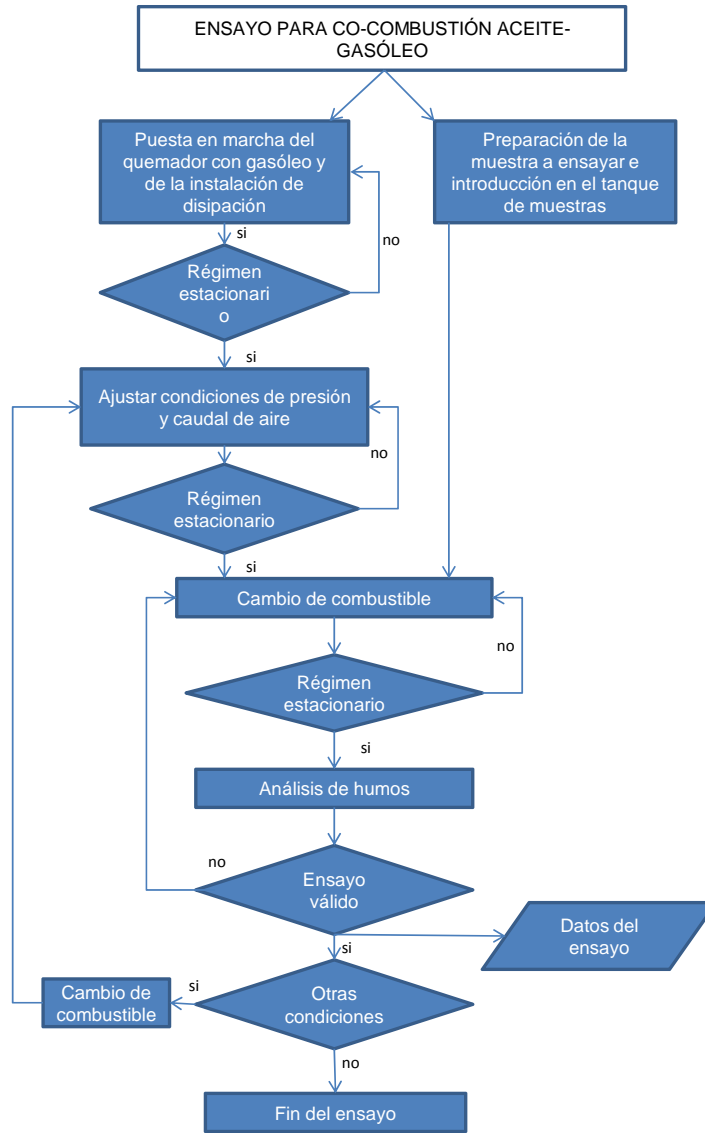 ENSAYO PARA CO-COMBUSTIÓN ACEITE-
GASÓLEO
Puesta en marcha del
quemador con gasóleo y
de la instalación de
disipación
Preparación de la
muestra a ensayar e
introducción en el tanque
de muestras
si
no
Régimen
estacionari
o
si
Ajustar condiciones de presión
y caudal de aire
no
Régimen
estacionario
si
Cambio de combustible
no
Régimen
estacionario
si
Análisis de humos
no
Ensayo
válido
Datos del
ensayo
si
Otras
condiciones
si
Cambio de
combustible
no
Fin del ensayo